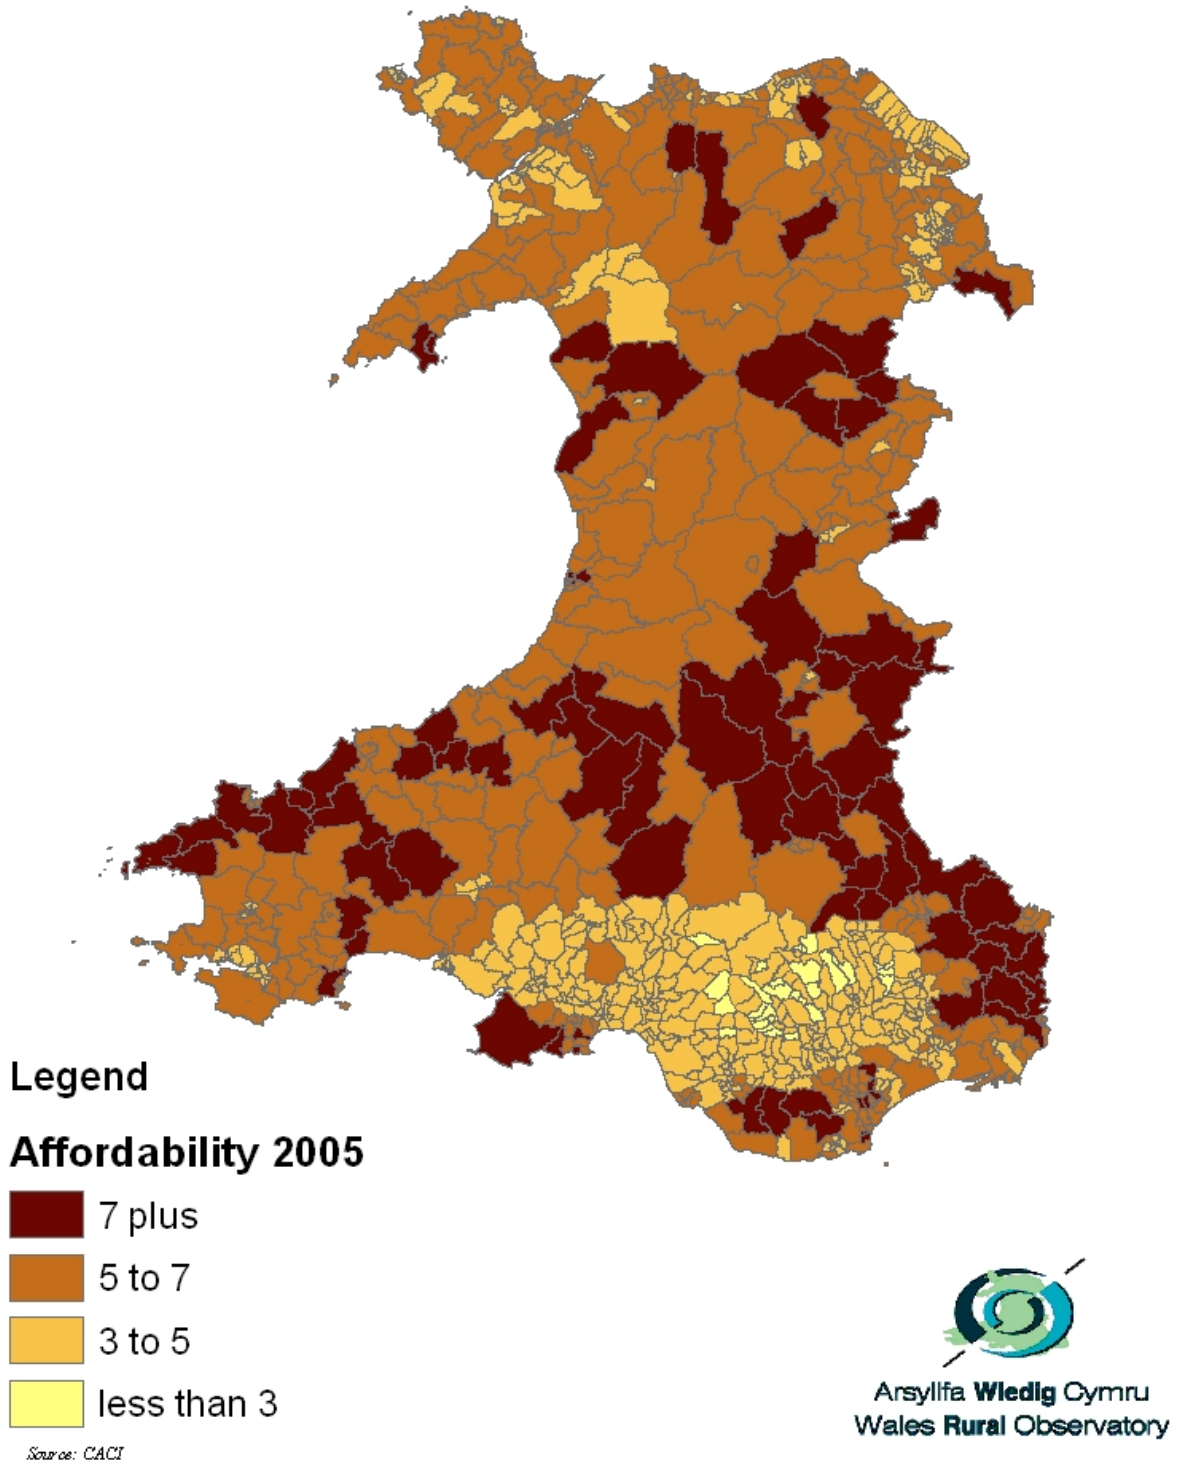 Legend
Affordability 2005
7 plus
5 to 7
3 to 5
less than 3
Source: CACI
Arsyllfa Wledig Cymru
Wales Rural Observatory